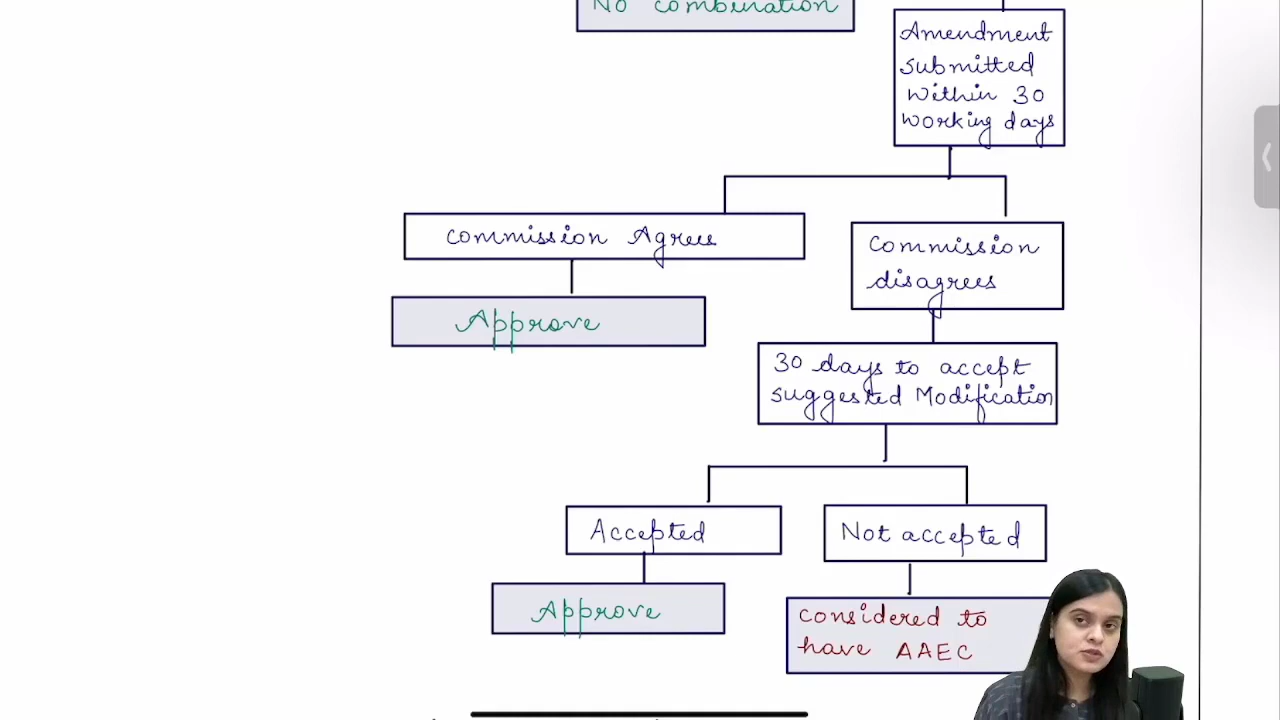 No combination
Amendment
submitted
within 30
working days
Commission Agrees
Commission
disagrees
Approve
30 days to accept
suggested Modification
Accepted
Not accepted
Approve
considered to
have AAEC